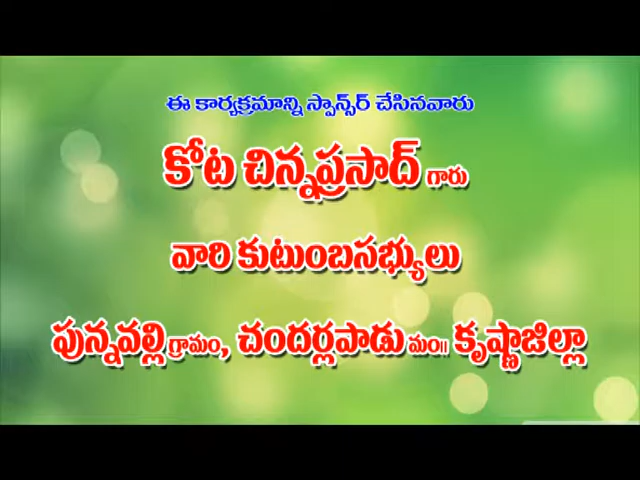 ఈ కార్యక్రమాన్ని స్పాన్సర్ చేసినవారు
కోట చిన్నప్రసాద్ గారు
వారి కుటుంబసభ్యులు
పున్నవల్లి గ్రామం, చందర్లపాడు మం॥ కృష్ణాజిల్లా